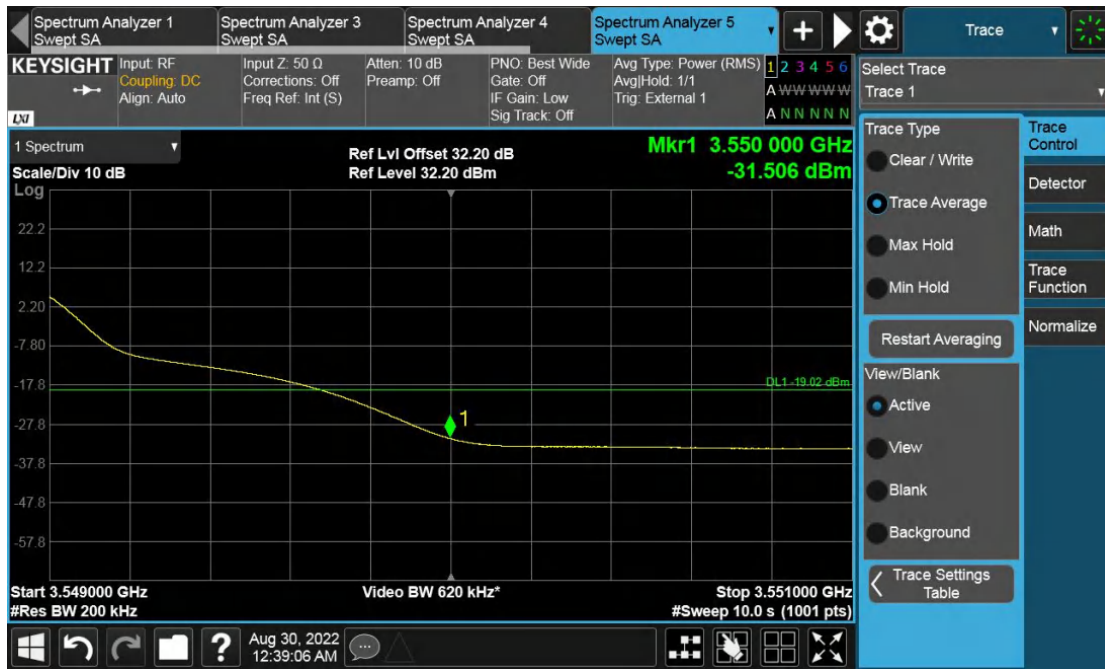 Spectrum Analyzer 1
Swept SA
Spectrum Analyzer 3
Swept SA
Spectrum Analyzer 4
Swept SA
Spectrum Analyzer 5
Swept SA
+
Trace
KEYSIGHT
LXI
Input: RF
Coupling: DC
Align: Auto
Input Z: 50 Ω
Corrections: Off
Freq Ref: Int (S)
Atten: 10 dB
Preamp: Off
PNO: Best Wide
Gate: Off
IF Gain: Low
Sig Track: Off
Avg Type: Power (RMS)
Avg|Hold: 1/1
Trig: External 1
1 2 3 4 5 6
A W W W W W
A N N N N N
Select Trace
Trace 1
1 Spectrum
Scale/Div 10 dB
Log
Ref Lvl Offset 32.20 dB
Ref Level 32.20 dBm
Mkr1 3.550 000 GHz
-31.506 dBm
22.2
12.2
2.20
-7.80
-17.8
-27.8
-37.8
-47.8
-57.8
DL1 -19.02 dBm
1
Start 3.549000 GHz
#Res BW 200 kHz
Video BW 620 kHz*
Stop 3.551000 GHz
#Sweep 10.0 s (1001 pts)
Trace Type
Clear / Write
Trace Average
Max Hold
Min Hold
Restart Averaging
View/Blank
Active
View
Blank
Background
Trace Settings
Table
Trace
Control
Detector
Math
Trace
Function
Normalize
?
Aug 30, 2022
12:39:06 AM